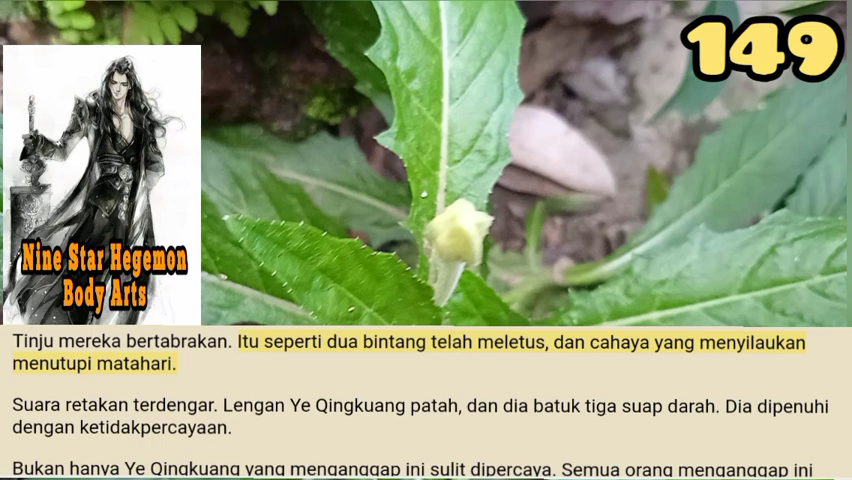 149
Nine Star Hegemon
Body Arts
Tinju mereka bertabrakan. Itu seperti dua bintang telah meletus, dan cahaya yang menyilaukan
menutupi matahari.
Suara retakan terdengar. Lengan Ye Qingkuang patah, dan dia batuk tiga suap darah. Dia dipenuhi
dengan ketidakpercayaan.
Bukan hanya Ye Qingkuang yang menganggap ini sulit dipercaya. Semua orang menganggap ini